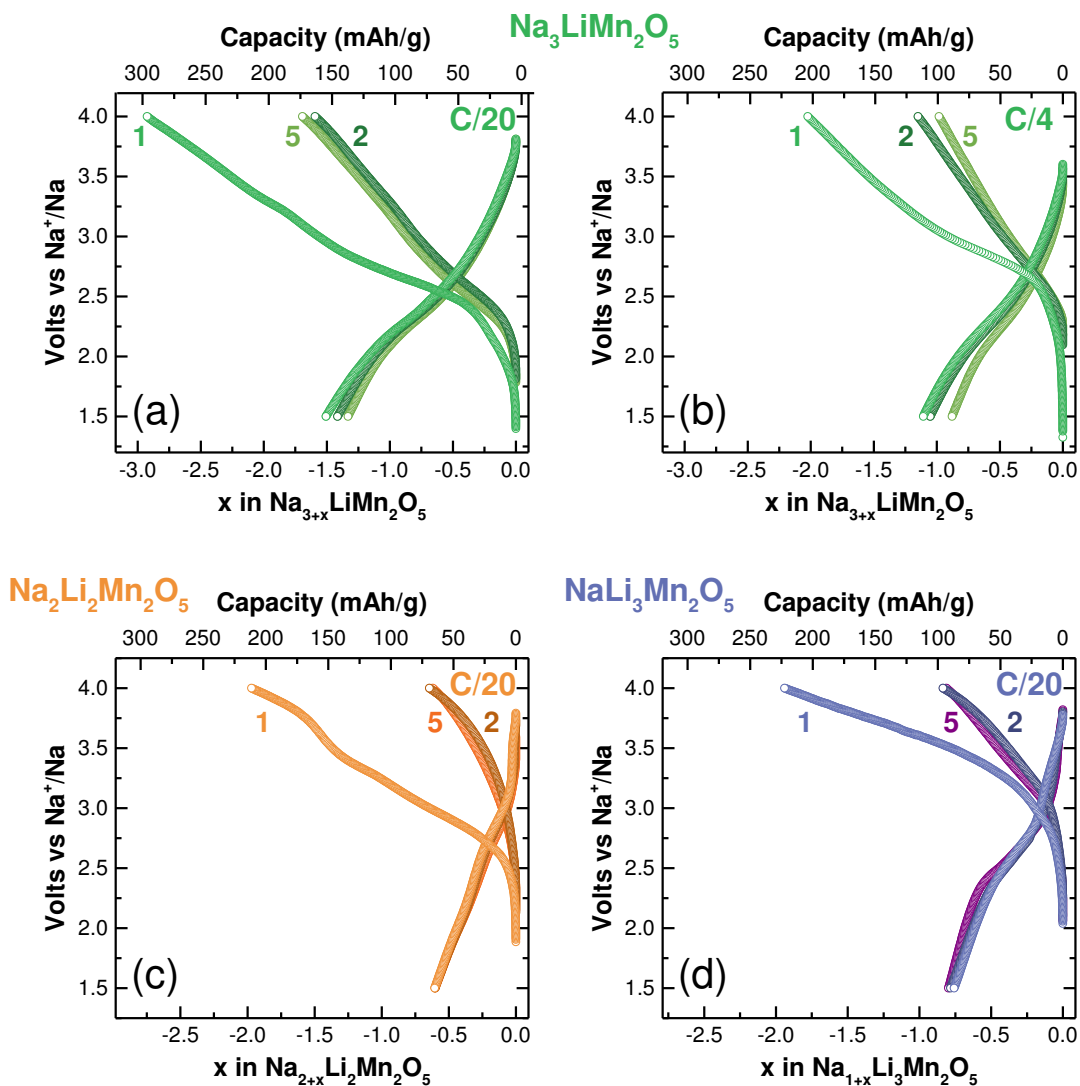 Na3LiMn2O5
Capacity (mAh/g)
300 250 200 150 100 50 0
4.0
3.5
3.0
2.5
2.0
1.5
Volts vs Na+/Na
C/20
1
5
2
(a)
-3.0 -2.5 -2.0 -1.5 -1.0 -0.5 0.0
x in Na3+xLiMn2O5
Capacity (mAh/g)
300 250 200 150 100 50 0
4.0
3.5
3.0
2.5
2.0
1.5
Volts vs Na+/Na
C/4
1
2
5
(b)
-3.0 -2.5 -2.0 -1.5 -1.0 -0.5 0.0
x in Na3+xLiMn2O5
Na2Li2Mn2O5
Capacity (mAh/g)
300 250 200 150 100 50 0
4.0
3.5
3.0
2.5
2.0
1.5
Volts vs Na+/Na
C/20
1
5
2
(c)
-2.5 -2.0 -1.5 -1.0 -0.5 0.0
x in Na2+xLi2Mn2O5
NaLi3Mn2O5
Capacity (mAh/g)
300 250 200 150 100 50 0
4.0
3.5
3.0
2.5
2.0
1.5
Volts vs Na+/Na
C/20
1
5
2
(d)
-2.5 -2.0 -1.5 -1.0 -0.5 0.0
x in Na1+xLi3Mn2O5